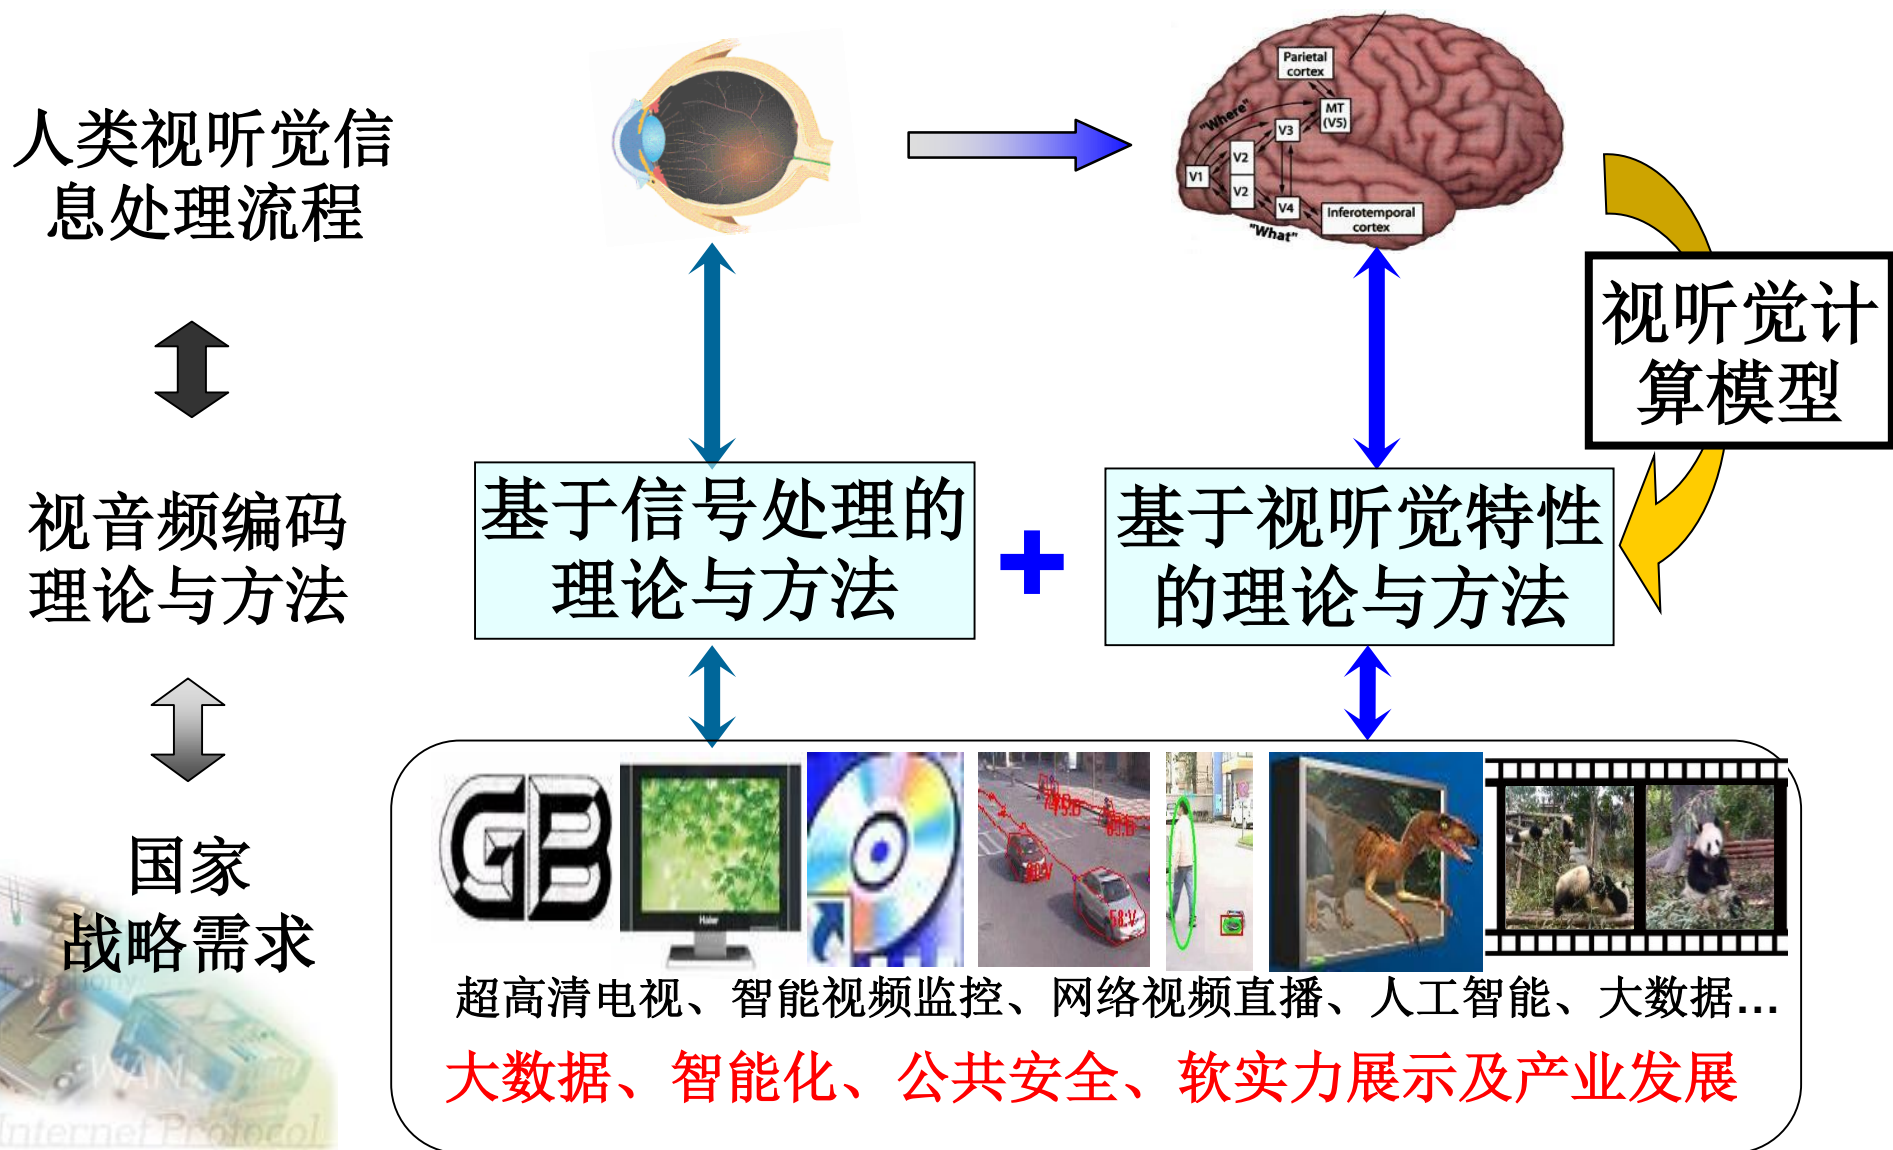 人类视听觉信
息处理流程
Parietal
cortex
"Where"
MT
(V5)
V3
V2
V1
V2
V4
Inferotemporal
cortex
"What"
视听觉计
算模型
视音频编码
理论与方法
基于信号处理的
理论与方法
+
基于视听觉特性
的理论与方法
国家
战略需求
GB
Haier
58:V
超高清电视、智能视频监控、网络视频直播、人工智能、大数据...
大数据、智能化、公共安全、软实力展示及产业发展
Telephony
WAN
Internet Protocol